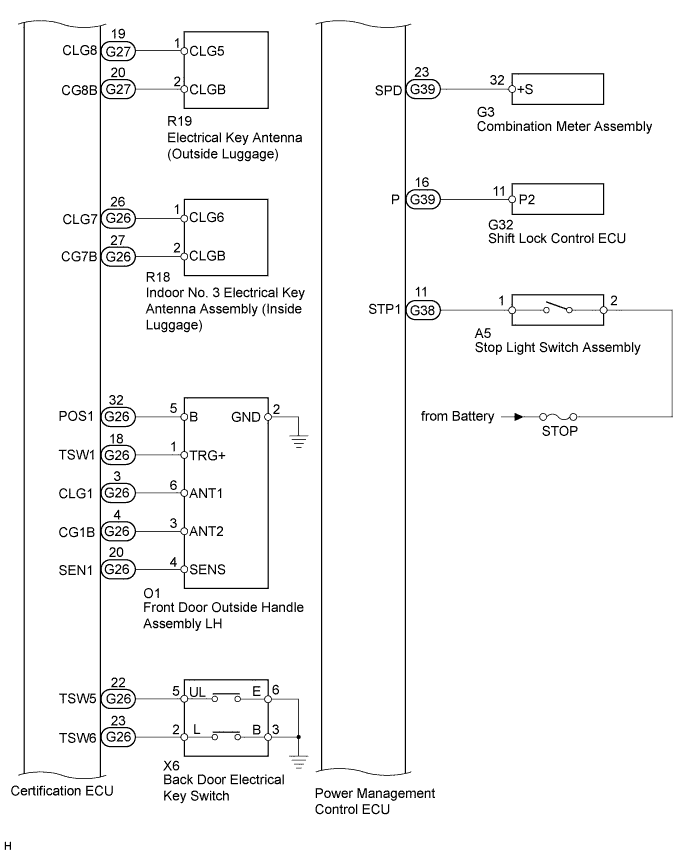 19
CLG8 G27 1 CLG5
20
CG8B G27 2 CLGB
R19
Electrical Key Antenna
(Outside Luggage)
26
CLG7 G26 1 CLG6
27
CG7B G26 2 CLGB
R18
Indoor No. 3 Electrical Key
Antenna Assembly (Inside
Luggage)
32
POS1 G26 5 B GND 2
18
TSW1 G26 1 TRG+
3
CLG1 G26 6 ANT1
4
CG1B G26 3 ANT2
20
SEN1 G26 4 SENS
O1
Front Door Outside Handle
Assembly LH
22
TSW5 G26 5 UL E 6
23
TSW6 G26 2 L B 3
X6
Back Door Electrical
Key Switch
Certification ECU
23
SPD G39 32 +S
G3
Combination Meter Assembly
16
P G39 11 P2
G32
Shift Lock Control ECU
11
STP1 G38 1 2
A5
Stop Light Switch Assembly
from Battery
STOP
Power Management
Control ECU
H